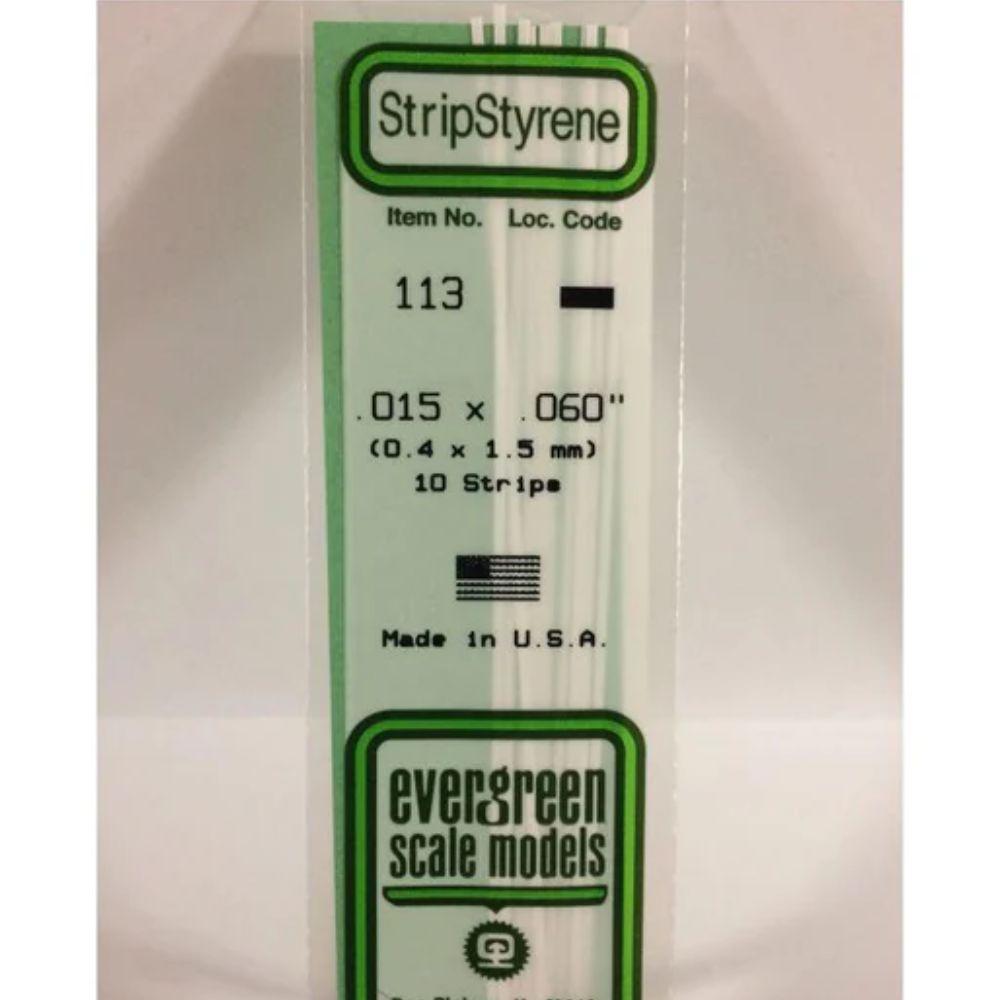 StripStyrene
Item No. Loc. Code
113
.015 x .060"
(0.4 x 1.5 mm)
10 Strips
Made in U.S.A.
evergreen
scale models